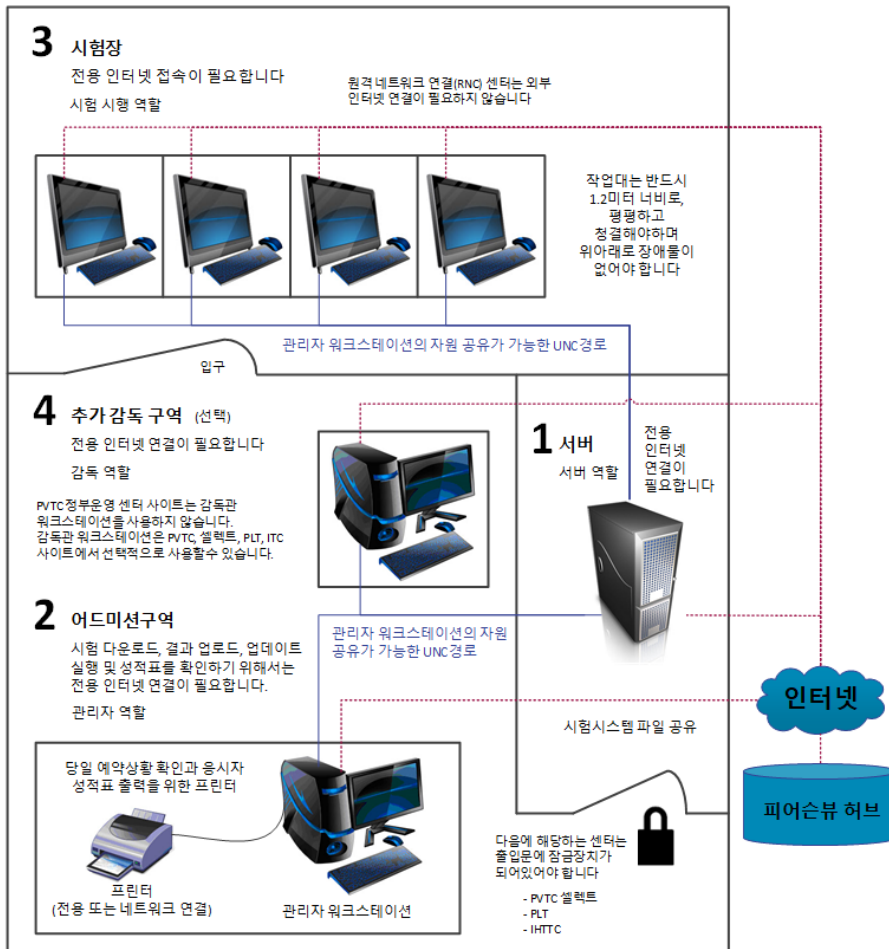 3 시험장
전용 인터넷 접속이 필요합니다
시험 시행 역할
원격 네트워크 연결(RNC) 센터는 외부
인터넷 연결이 필요하지 않습니다
작업대는 반드시
1.2미터 너비로,
평평하고
청결해야하며
위아래로 장애물이
없어야 합니다
관리자 워크스테이션의 자원 공유가 가능한 UNC경로
입구
4 추가 감독 구역 (선택)
전용 인터넷 연결이 필요합니다
감독 역할
PVTC 정부운영 센터 사이트는 감독관
워크스테이션을 사용하지 않습니다.
감독관 워크스테이션은 PVTC, 셀렉트, PLT, ITC
사이트에서 선택적으로 사용할수 있습니다.
1 서버
서버 역할
전용
인터넷
연결이
필요합니다
2 어드미션구역
시험 다운로드, 결과 업로드, 업데이트
실행 및 성적표를 확인하기 위해서는
전용 인터넷 연결이 필요합니다.
관리자 역할
관리자 워크스테이션의 자원
공유가 가능한 UNC경로
시험시스템 파일 공유
인터넷
피어슨뷰 허브
당일 예약상황 확인과 응시자
성적표 출력을 위한 프린터
프린터
(전용 또는 네트워크 연결)
관리자 워크스테이션
다음에 해당하는 센터는
출입문에 잠금장치가
되어있어야 합니다
- PVTC 셀렉트
- PLT
- IHTTC